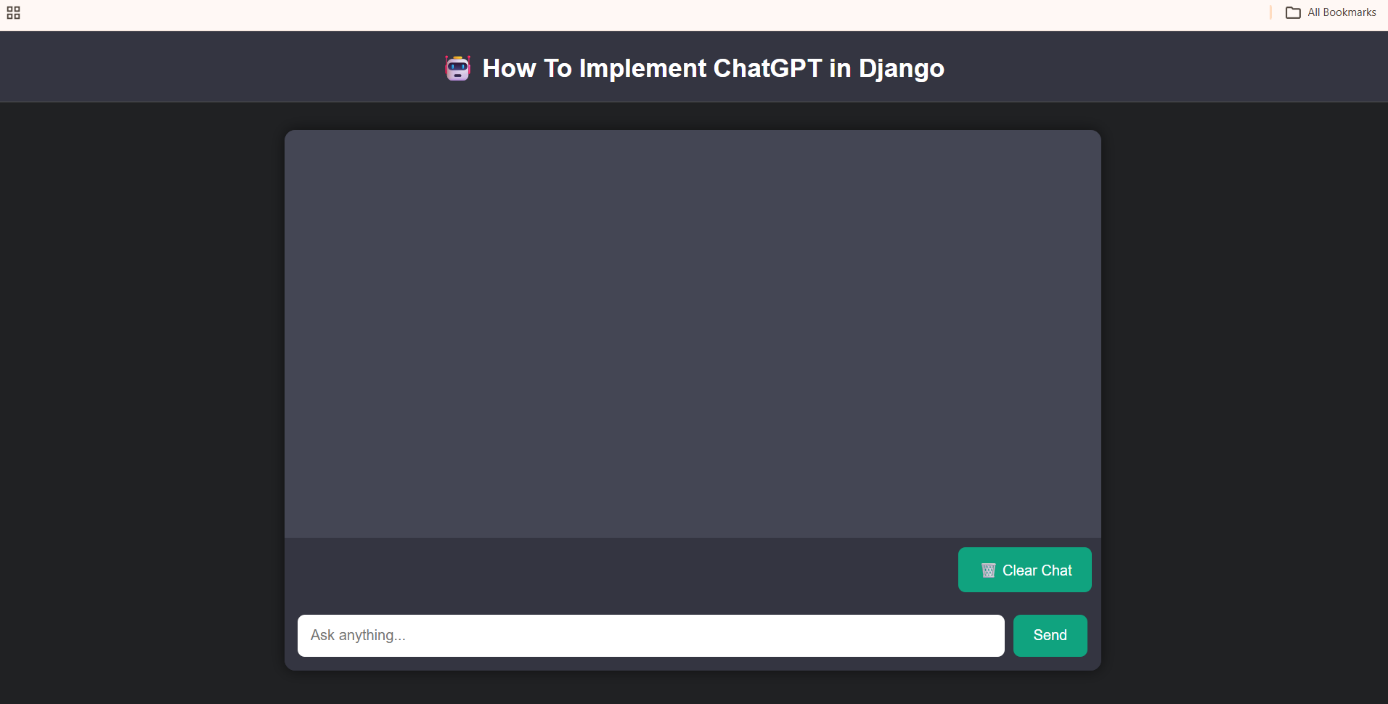 All Bookmarks
How To Implement ChatGPT in Django
Clear Chat
Ask anything...
Send